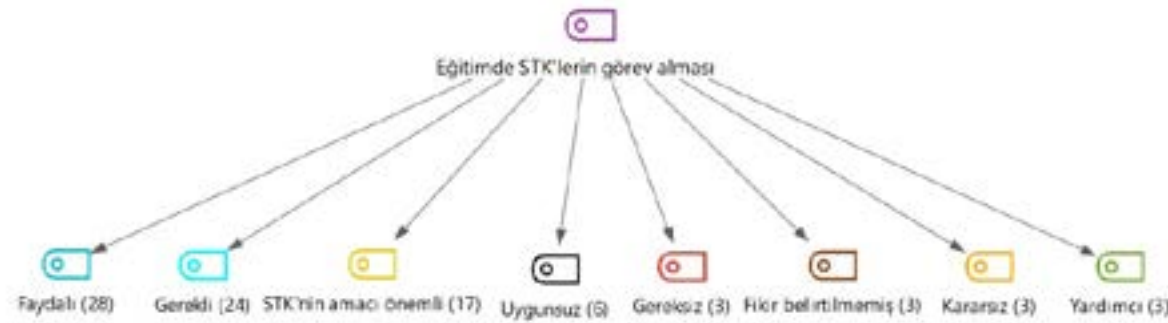 Eğitimde STK'lerin görev alması
Faydalı (28)
Gerekli (24)
STK'nin amacı önemli (17)
Uygunsuz (6)
Gereksiz (3)
Fikir belirtilmemiş (3)
Kararsız (3)
Yardımcı (3)